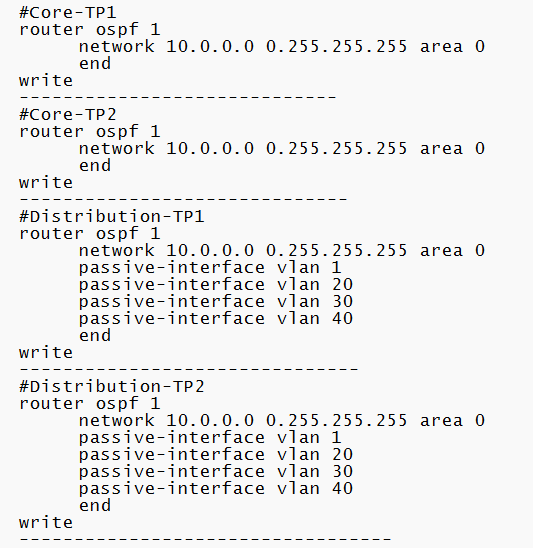 #Core-TP1
router ospf 1
network 10.0.0.0 0.255.255.255 area 0
end
write
-----------------------------
#Core-TP2
router ospf 1
network 10.0.0.0 0.255.255.255 area 0
end
write
------------------------------
#Distribution-TP1
router ospf 1
network 10.0.0.0 0.255.255.255 area 0
passive-interface vlan 1
passive-interface vlan 20
passive-interface vlan 30
passive-interface vlan 40
end
write
-------------------------------
#Distribution-TP2
router ospf 1
network 10.0.0.0 0.255.255.255 area 0
passive-interface vlan 1
passive-interface vlan 20
passive-interface vlan 30
passive-interface vlan 40
end
write
----------------------------------